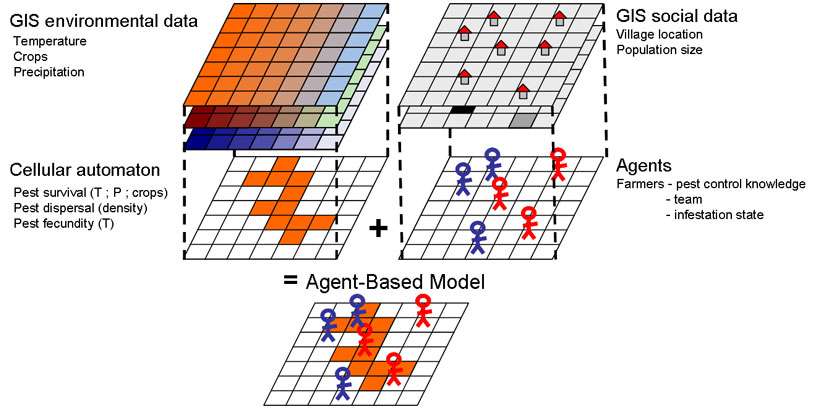 GIS environmental data
Temperature
Crops
Precipitation
GIS social data
Village location
Population size
Cellular automaton
Pest survival (T ; P ; crops)
Pest dispersal (density)
Pest fecundity (T)
+
Agents
Farmers - pest control knowledge
- team
- infestation state
= Agent-Based Model